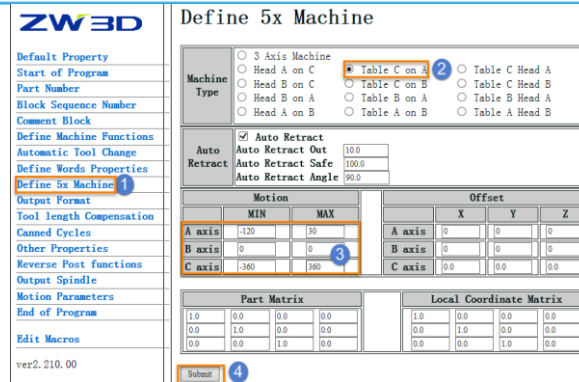 ZW3D
Default Property
Start of Program
Part Number
Block Sequence Number
Comment Block
Define Machine Functions
Automatic Tool Change
Define Words Properties
Define 5x Machine 1
Output Format
Tool length Compensation
Canned Cycles
Other Properties
Reverse Post functions
Output Spindle
Motion Parameters
End of Program
Edit Macros
ver2.210.00
Define 5x Machine
Machine Type
3 Axis Machine
Head A on C Table C on A 2 Table C Head A
Head B on C Table C on B Table C Head B
Head B on A Table B on A Table B Head A
Head A on B Table A on B Table A Head B
Auto Retract
Auto Retract
Auto Retract Out 10.0
Auto Retract Safe 100.0
Auto Retract Angle 90.0
Motion
MIN MAX
A axis -120 30
B axis 0 0 3
C axis -360 360
Offset
X Y Z
A axis 0 0 0
B axis 0 0 0
C axis 0.0 0.0 0.0
Part Matrix
1.0 0.0 0.0 0.0
0.0 1.0 0.0 0.0
0.0 0.0 1.0 0.0
Local Coordinate Matrix
1.0 0.0 0.0 0.0
0.0 1.0 0.0 0.0
0.0 0.0 1.0 0.0
Submit 4